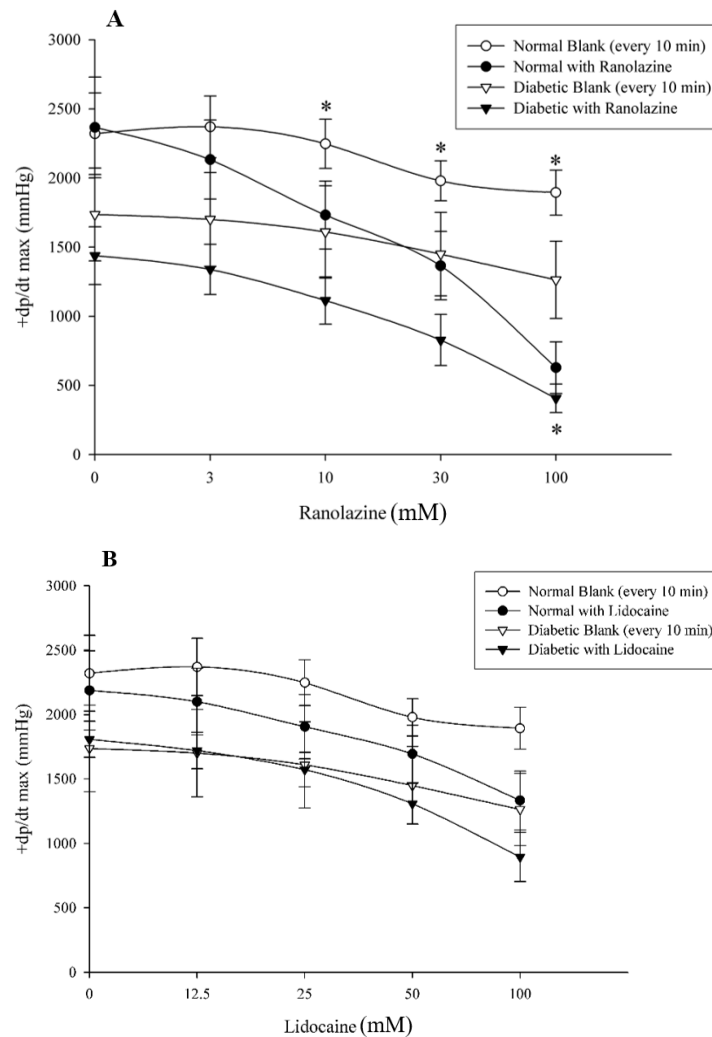 A
3000
2500
2000
1500
1000
500
0
+dp/dt max (mmHg)
Normal Blank (every 10 min)
Normal with Ranolazine
Diabetic Blank (every 10 min)
Diabetic with Ranolazine
*
*
*
*
0 3 10 30 100
Ranolazine (mM)
B
3000
2500
2000
1500
1000
500
0
+dp/dt max (mmHg)
Normal Blank (every 10 min)
Normal with Lidocaine
Diabetic Blank (every 10 min)
Diabetic with Lidocaine
0 12.5 25 50 100
Lidocaine (mM)